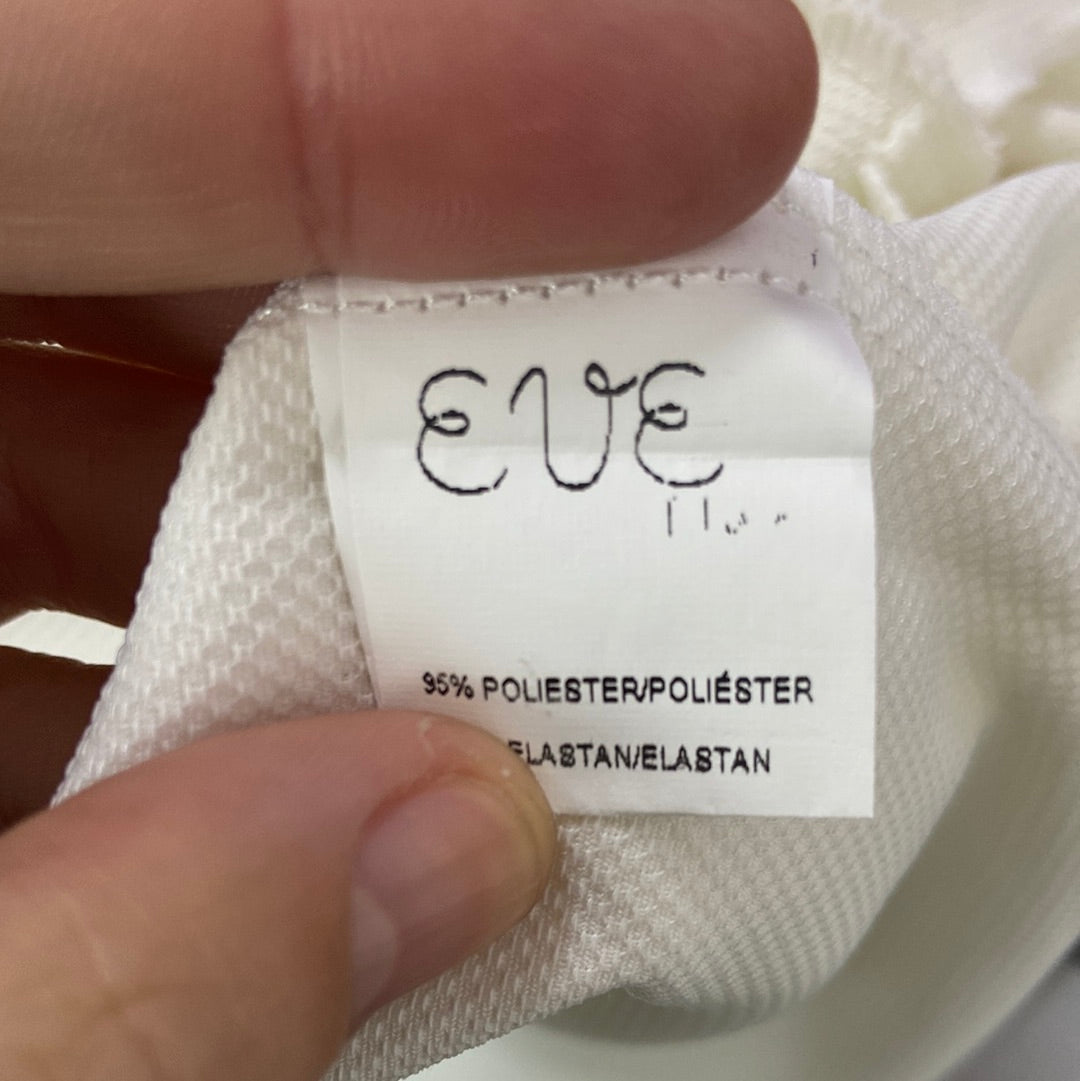 EVE
95% POLIESTER/POLIÉSTER
ELASTAN/ELASTAN